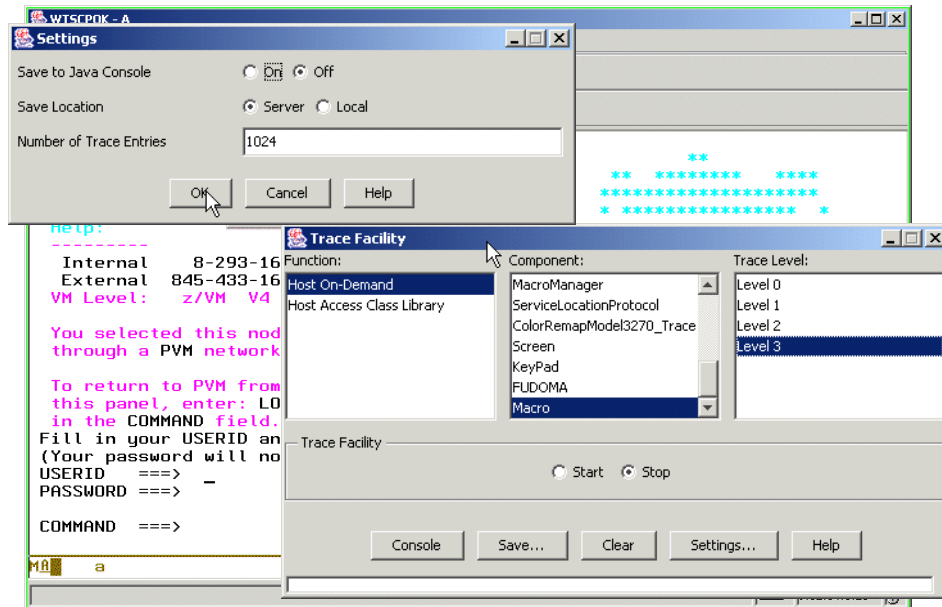 WTSCPOK - A
Settings
Save to Java Console On Off
Save Location Server Local
Number of Trace Entries 1024
OK Cancel Help
**
** ******** ****
********************
* **************** *
Help:
---------
Internal 8-293-16
External 845-433-16
VM Level: z/VM V4
You selected this nod
through a PVM network
To return to PVM from
this panel, enter: LO
in the COMMAND field.
Fill in your USERID an
(Your password will no
USERID ===> _
PASSWORD ===>
COMMAND ===>
MA a
Trace Facility
Function: Component: Trace Level:
Host On-Demand MacroManager Level 0
Host Access Class Library ServiceLocationProtocol Level 1
ColorRemapModel3270_Trace Level 2
Screen Level 3
KeyPad
FUDOMA
Macro
Trace Facility
Start Stop
Console Save... Clear Settings... Help